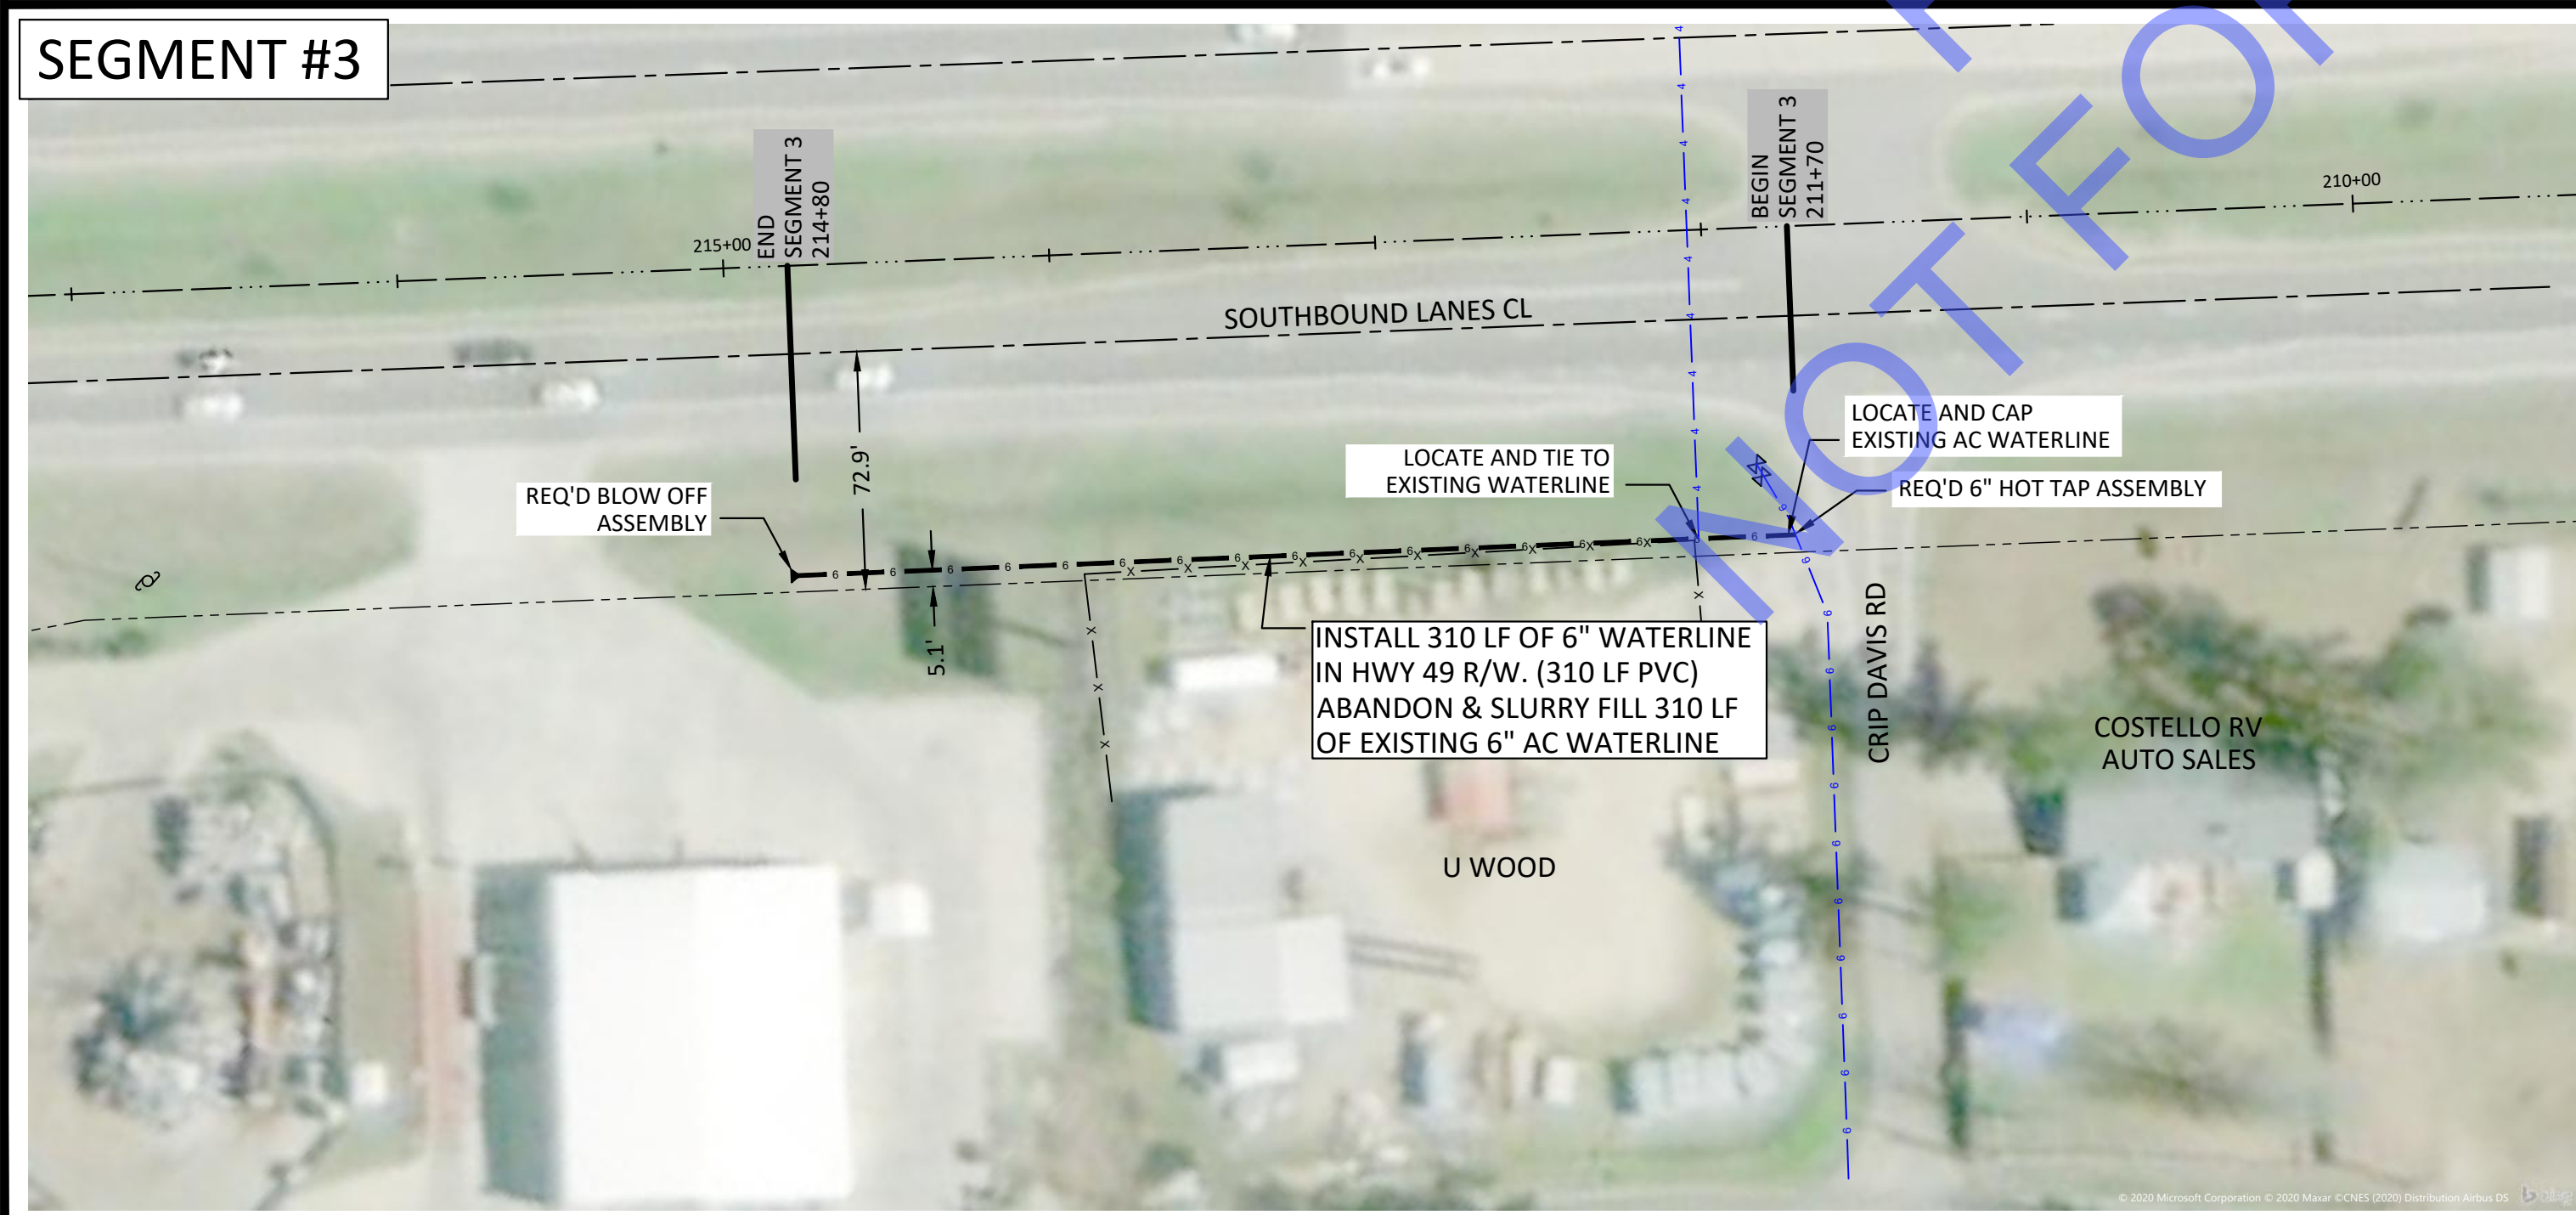 SEGMENT #3
END
SEGMENT 3
214+80
BEGIN
SEGMENT 3
211+70
215+00
210+00
SOUTHBOUND LANES CL
72.9'
5.1'
REQ'D BLOW OFF
ASSEMBLY
LOCATE AND TIE TO
EXISTING WATERLINE
LOCATE AND CAP
EXISTING AC WATERLINE
REQ'D 6" HOT TAP ASSEMBLY
INSTALL 310 LF OF 6" WATERLINE
IN HWY 49 R/W. (310 LF PVC)
ABANDON & SLURRY FILL 310 LF
OF EXISTING 6" AC WATERLINE
CRIP DAVIS RD
COSTELLO RV
AUTO SALES
U WOOD
NOT FOR
© 2020 Microsoft Corporation © 2020 Maxar ©CNES (2020) Distribution Airbus DS
bing